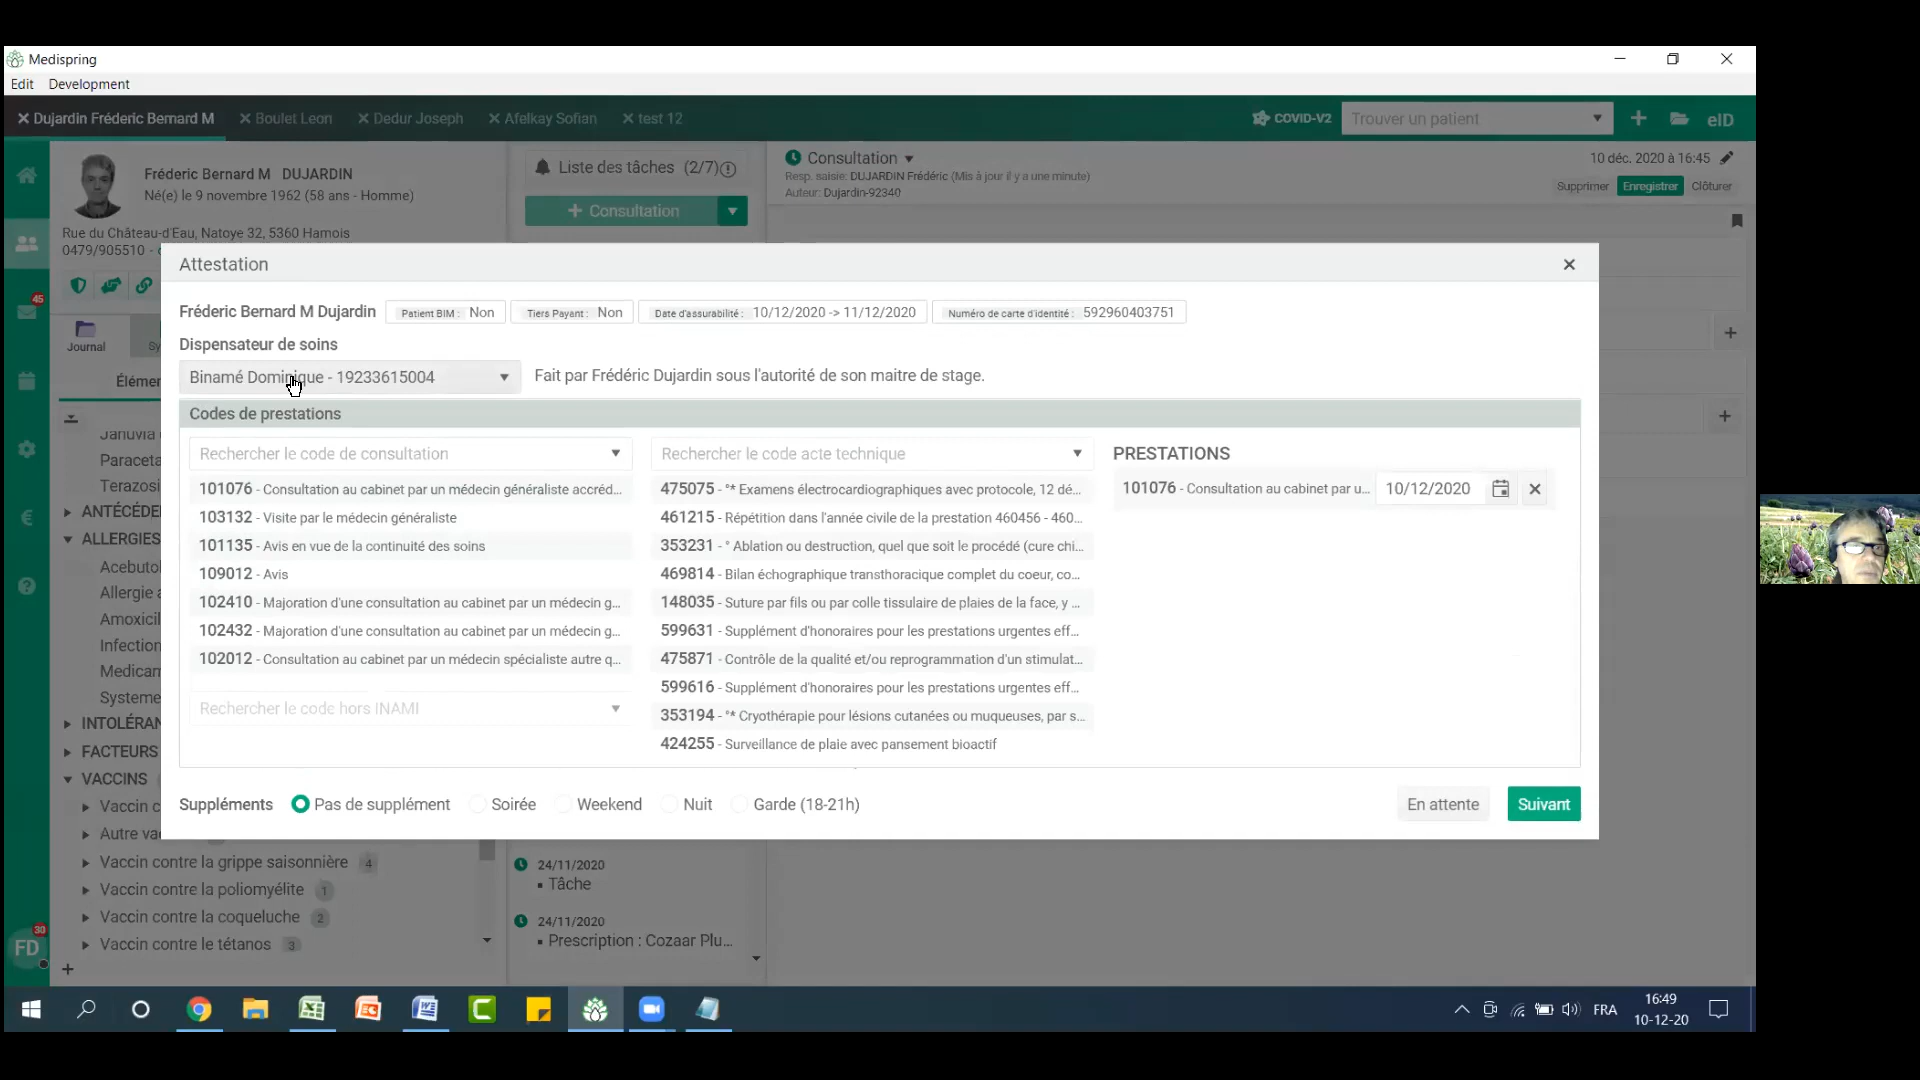 Medispring
Edit Development
Dujardin Fréderic Bernard M Boulet Leon Dedur Joseph Afelkay Sofian test 12 COVID-V2 Trouver un patient eID
Fréderic Bernard M DUJARDIN
Né(e) le 9 novembre 1962 (58 ans - Homme)
Rue du Château-d'Eau, Natoye 32, 5360 Hamois
0479/905510 -
Liste des tâches (2/7)
+ Consultation
Consultation
Resp. saisie: DUJARDIN Frédéric (Mis à jour il y a une minute)
Auteur: Dujardin-92340
10 déc. 2020 à 16:45
Supprimer Enregistrer Clôturer
45
Journal
Attestation
Fréderic Bernard M Dujardin Patient BIM : Non Tiers Payant : Non Date d'assurabilité : 10/12/2020 -> 11/12/2020 Numéro de carte d'identité : 592960403751
Dispensateur de soins
Binamé Dominique - 19233615004 Fait par Frédéric Dujardin sous l'autorité de son maitre de stage.
Codes de prestations
Rechercher le code de consultation
101076 - Consultation au cabinet par un médecin généraliste accréd...
103132 - Visite par le médecin généraliste
101135 - Avis en vue de la continuité des soins
109012 - Avis
102410 - Majoration d'une consultation au cabinet par un médecin g...
102432 - Majoration d'une consultation au cabinet par un médecin g...
102012 - Consultation au cabinet par un médecin spécialiste autre q...
Rechercher le code hors INAMI
Rechercher le code acte technique
475075 - °* Examens électrocardiographiques avec protocole, 12 dé...
461215 - Répétition dans l'année civile de la prestation 460456 - 460...
353231 - ° Ablation ou destruction, quel que soit le procédé (cure chi...
469814 - Bilan échographique transthoracique complet du coeur, co...
148035 - Suture par fils ou par colle tissulaire de plaies de la face, y ...
599631 - Supplément d'honoraires pour les prestations urgentes eff...
475871 - Contrôle de la qualité et/ou reprogrammation d'un stimulat...
599616 - Supplément d'honoraires pour les prestations urgentes eff...
353194 - °* Cryothérapie pour lésions cutanées ou muqueuses, par s...
424255 - Surveillance de plaie avec pansement bioactif
PRESTATIONS
101076 - Consultation au cabinet par u... 10/12/2020
Suppléments Pas de supplément Soirée Weekend Nuit Garde (18-21h) En attente Suivant
Élémen
Januvia
Paraceta
Terazosi
ANTÉCÉDE
ALLERGIES
Acebutol
Allergie a
Amoxicil
Infection
Medicam
Systeme
INTOLÉRAN
FACTEURS
VACCINS
Vaccin c
Autre vac
Vaccin contre la grippe saisonnière 4
Vaccin contre la poliomyélite 1
Vaccin contre la coqueluche 2
Vaccin contre le tétanos 3
30
FD
24/11/2020
Tâche
24/11/2020
Prescription : Cozaar Plu...
FRA
16:49
10-12-20